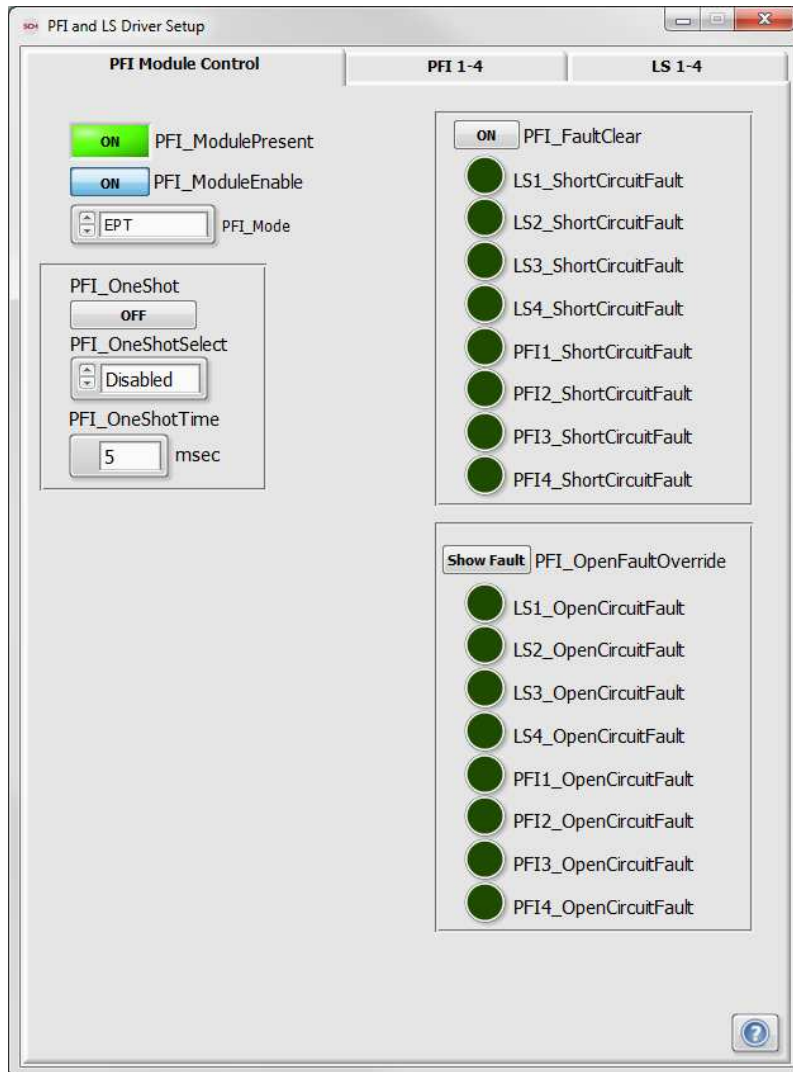 SCM PFI and LS Driver Setup
PFI Module Control
PFI 1-4
LS 1-4
ON PFI_ModulePresent
ON PFI_ModuleEnable
EPT PFI_Mode
PFI_OneShot
OFF
PFI_OneShotSelect
Disabled
PFI_OneShotTime
5 msec
ON PFI_FaultClear
LS1_ShortCircuitFault
LS2_ShortCircuitFault
LS3_ShortCircuitFault
LS4_ShortCircuitFault
PFI1_ShortCircuitFault
PFI2_ShortCircuitFault
PFI3_ShortCircuitFault
PFI4_ShortCircuitFault
Show Fault PFI_OpenFaultOverride
LS1_OpenCircuitFault
LS2_OpenCircuitFault
LS3_OpenCircuitFault
LS4_OpenCircuitFault
PFI1_OpenCircuitFault
PFI2_OpenCircuitFault
PFI3_OpenCircuitFault
PFI4_OpenCircuitFault
?